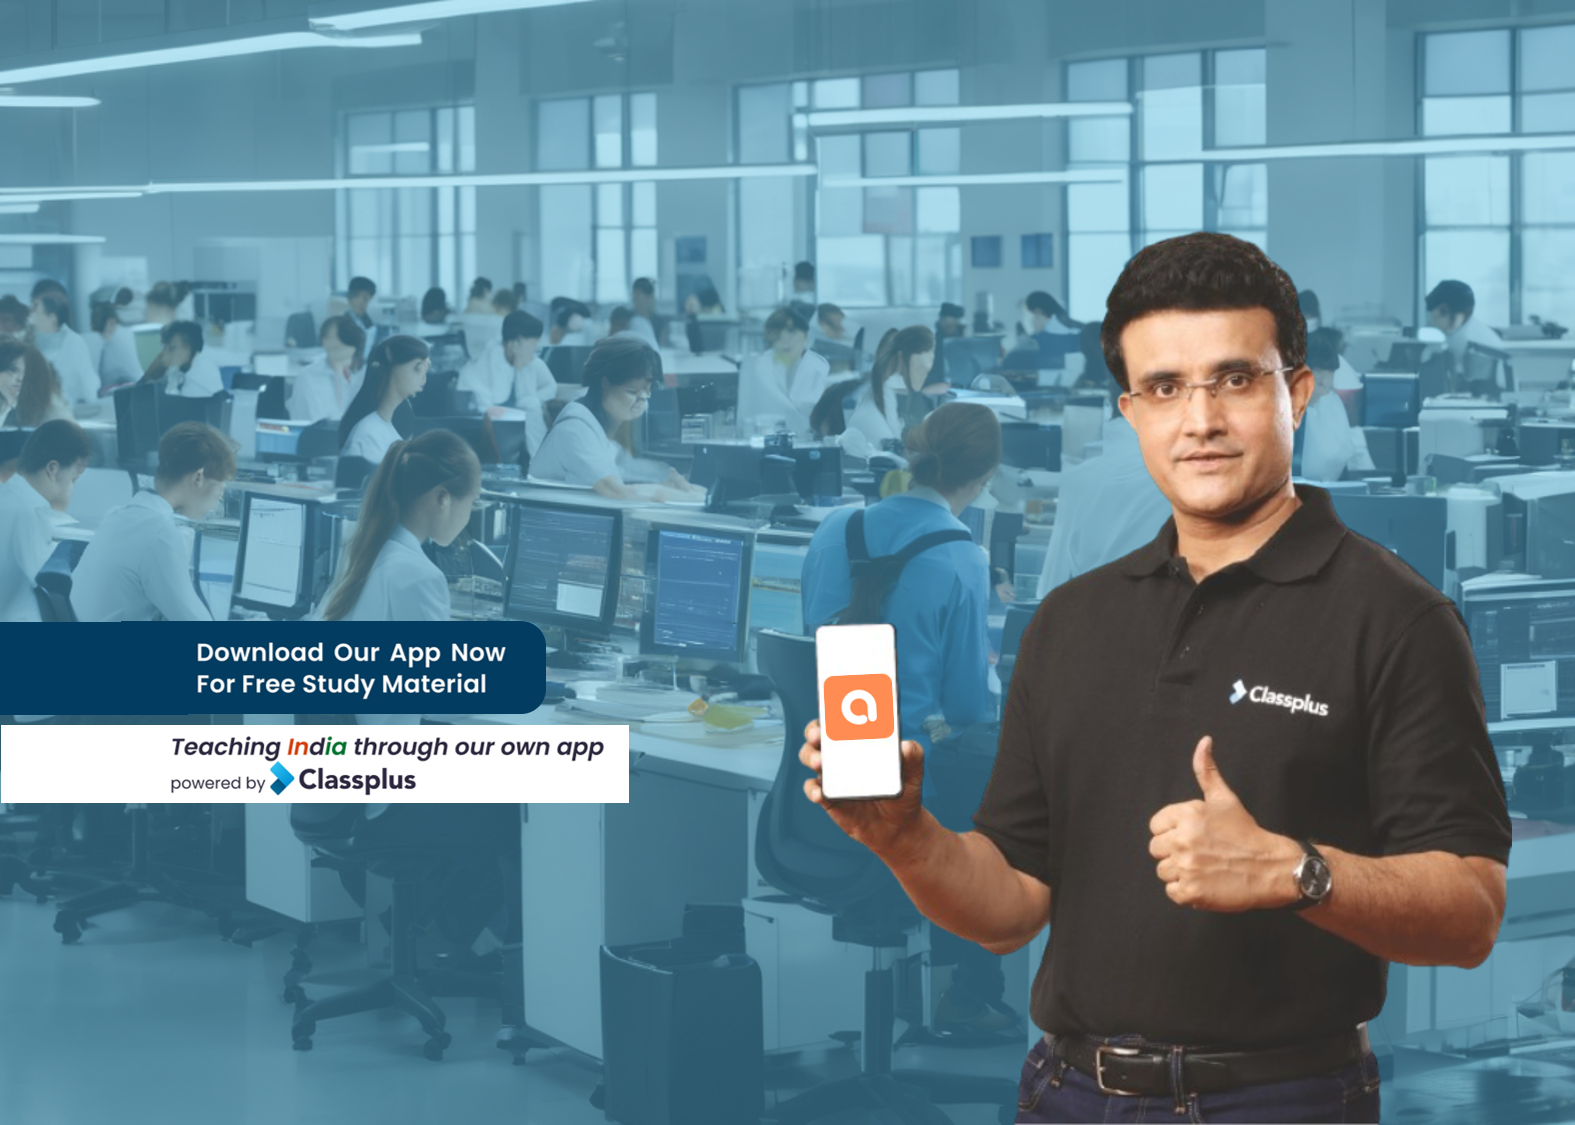 Download Our App Now
For Free Study Material
Classplus
Teaching India through our own app
powered by Classplus